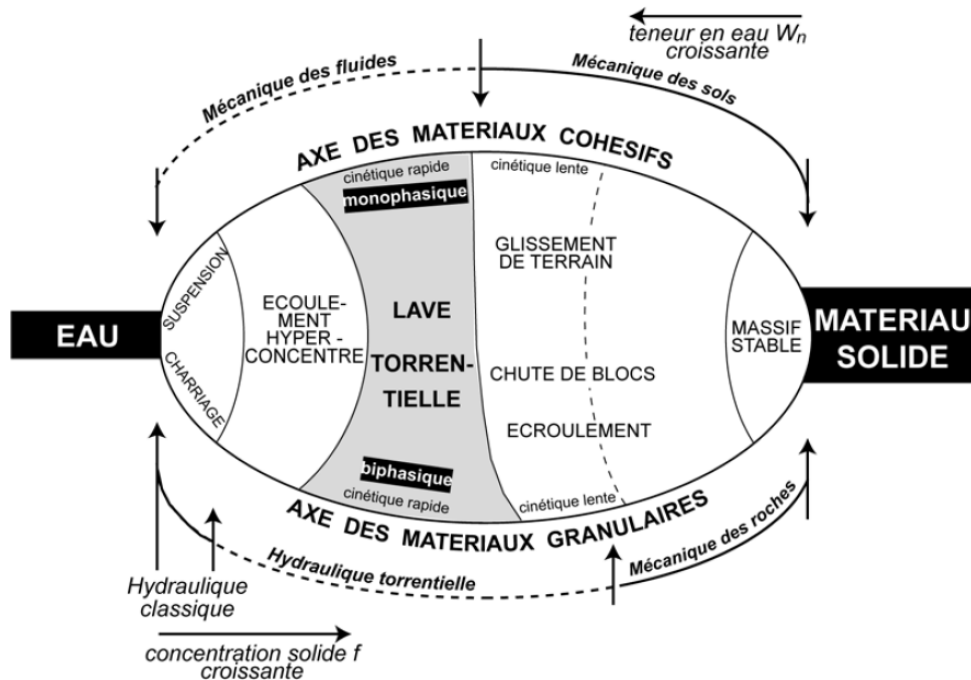 teneur en eau Wn
croissante
Mécanique des fluides
Mécanique des sols
AXE DES MATERIAUX COHESIFS
cinétique rapide
cinétique lente
monophasique
GLISSEMENT
DE TERRAIN
SUSPENSION
CHARRIAGE
ECOULE-
MENT
HYPER -
CONCENTRE
LAVE
TORREN-
TIELLE
EAU
MASSIF
STABLE
MATERIAU
SOLIDE
CHUTE DE BLOCS
ECROULEMENT
biphasique
cinétique rapide
cinétique lente
AXE DES MATERIAUX GRANULAIRES
Mécanique des roches
Hydraulique torrentielle
Hydraulique
classique
concentration solide f
croissante